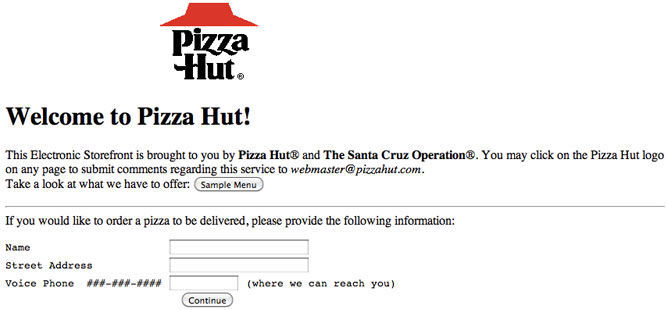 Pizza
Hut®
Welcome to Pizza Hut!
This Electronic Storefront is brought to you by Pizza Hut® and The Santa Cruz Operation®. You may click on the Pizza Hut logo
on any page to submit comments regarding this service to webmaster@pizzahut.com.
Take a look at what we have to offer: Sample Menu
If you would like to order a pizza to be delivered, please provide the following information:
Name
Street Address
Voice Phone ###-###-#### (where we can reach you)
Continue